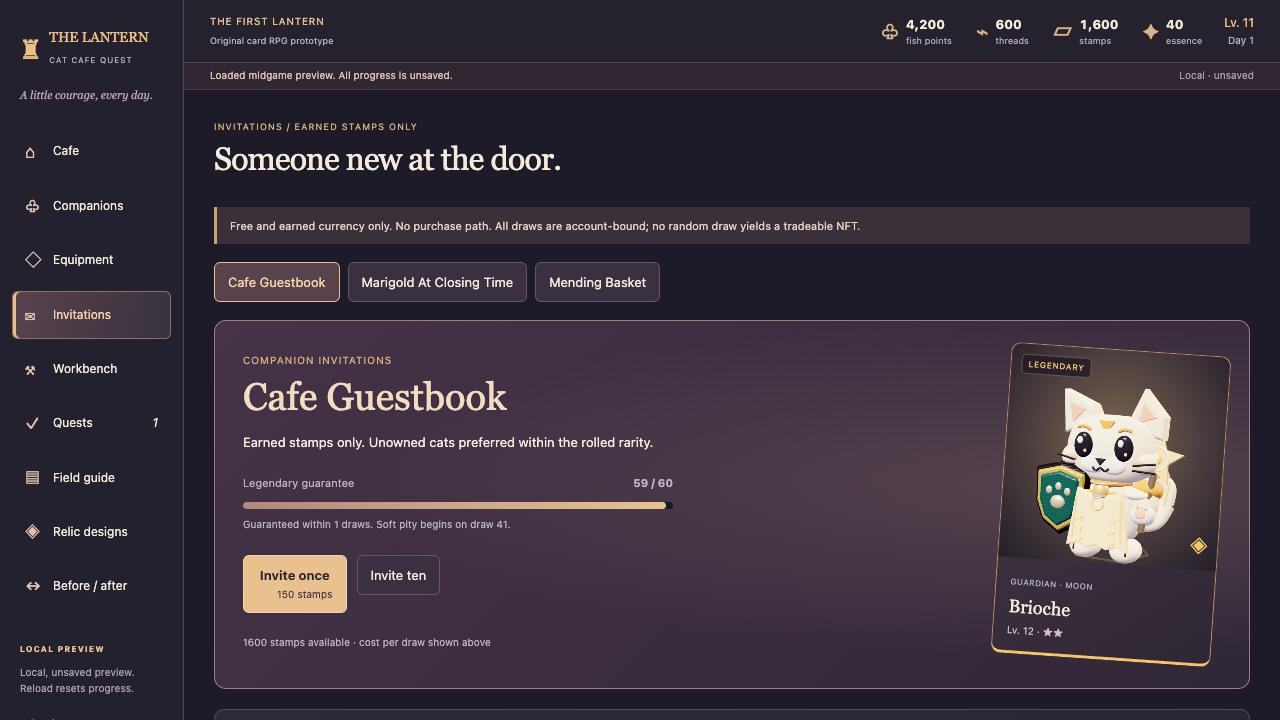 THE LANTERN
CAT CAFE QUEST
A little courage, every day.
Cafe
Companions
Equipment
Invitations
Workbench
Quests 1
Field guide
Relic designs
Before / after
LOCAL PREVIEW
Local, unsaved preview.
Reload resets progress.
THE FIRST LANTERN
Original card RPG prototype
4,200
fish points
600
threads
1,600
stamps
40
essence
Lv. 11
Day 1
Loaded midgame preview. All progress is unsaved.
Local · unsaved
INVITATIONS / EARNED STAMPS ONLY
Someone new at the door.
Free and earned currency only. No purchase path. All draws are account-bound; no random draw yields a tradeable NFT.
Cafe Guestbook
Marigold At Closing Time
Mending Basket
COMPANION INVITATIONS
Cafe Guestbook
Earned stamps only. Unowned cats preferred within the rolled rarity.
Legendary guarantee 59 / 60
Guaranteed within 1 draws. Soft pity begins on draw 41.
Invite once
150 stamps
Invite ten
1600 stamps available · cost per draw shown above
LEGENDARY
GUARDIAN · MOON
Brioche
Lv. 12 · ★★